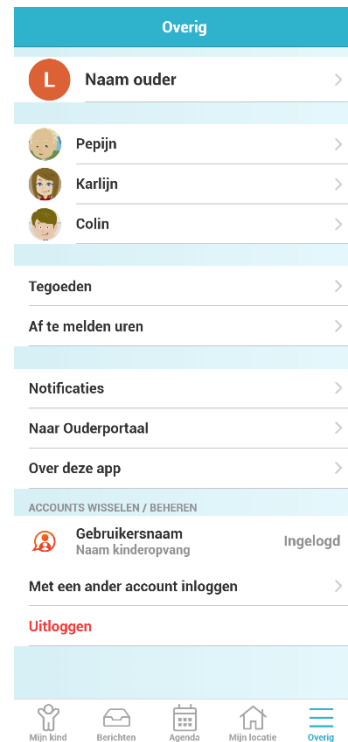 Overig
L
Naam ouder
Pepijn
Karlijn
Colin
Tegoeden
Af te melden uren
Notificaties
Naar Ouderportaal
Over deze app
ACCOUNTS WISSELEN / BEHEREN
Gebruikersnaam
Naam kinderopvang
Ingelogd
Met een ander account inloggen
Uitloggen
Mijn kind
Berichten
Agenda
Mijn locatie
Overig